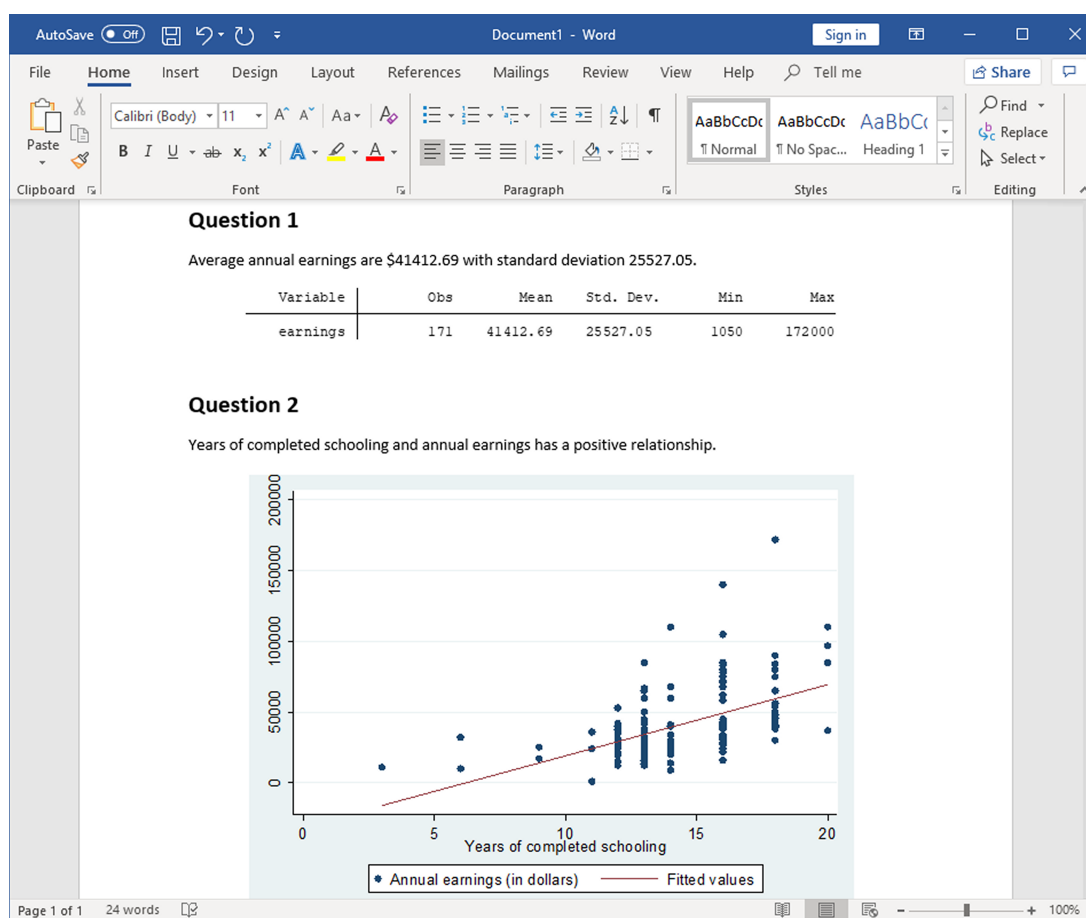 AutoSave Off Document1 - Word Sign in
File Home Insert Design Layout References Mailings Review View Help Tell me Share
Paste
Calibri (Body) 11 A A Aa A
B I U ab x₂ x² A A
A Z ¶
AaBbCcDc AaBbCcDc AaBbC
¶ Normal ¶ No Spac... Heading 1
Find
Replace
Select
Clipboard Font Paragraph Styles Editing
Question 1
Average annual earnings are $41412.69 with standard deviation 25527.05.
Variable Obs Mean Std. Dev. Min Max
earnings 171 41412.69 25527.05 1050 172000
Question 2
Years of completed schooling and annual earnings has a positive relationship.
200000
150000
100000
50000
0
0 5 10 15 20
Years of completed schooling
Annual earnings (in dollars) Fitted values
Page 1 of 1 24 words 100%